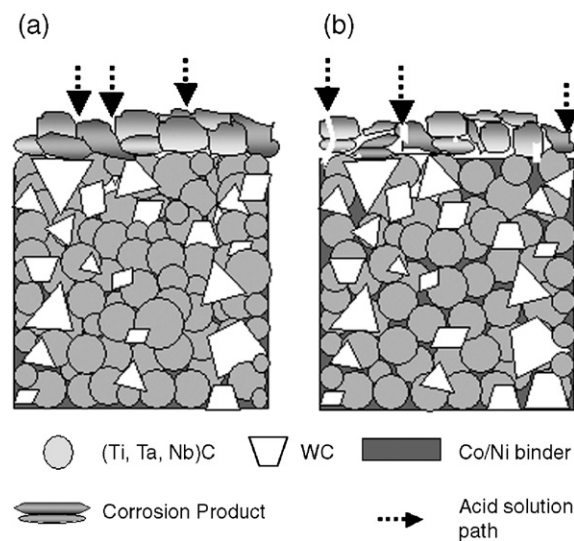 (a) (b)
(Ti, Ta, Nb)C WC Co/Ni binder
Corrosion Product Acid solution
path